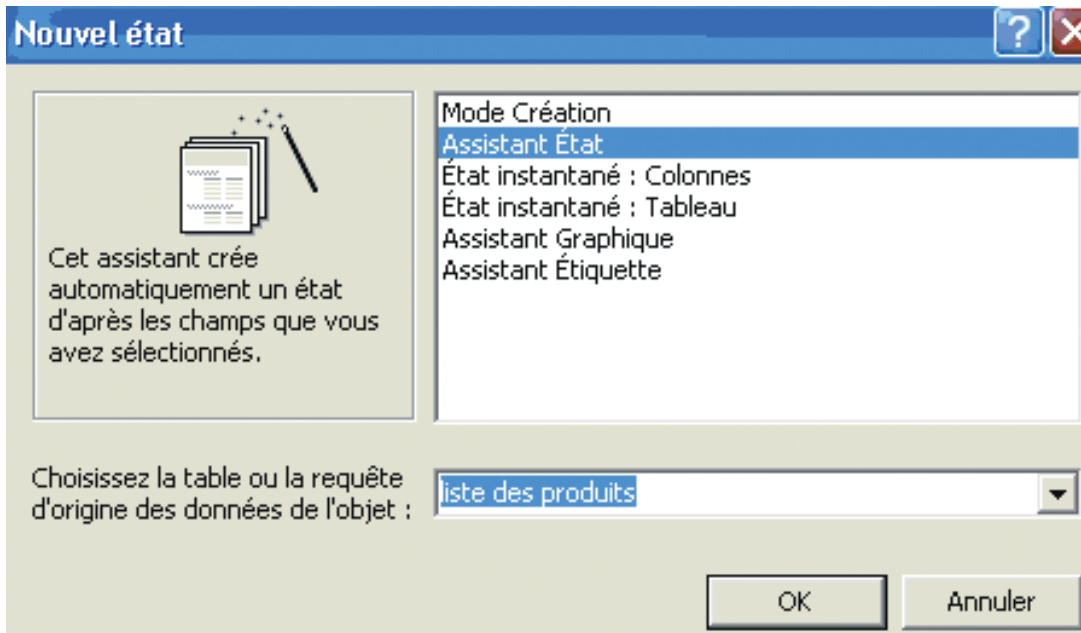 Nouvel état
Mode Création
Assistant État
État instantané : Colonnes
État instantané : Tableau
Assistant Graphique
Assistant Étiquette
Cet assistant crée
automatiquement un état
d'après les champs que vous
avez sélectionnés.
Choisissez la table ou la requête
d'origine des données de l'objet :
liste des produits
OK
Annuler